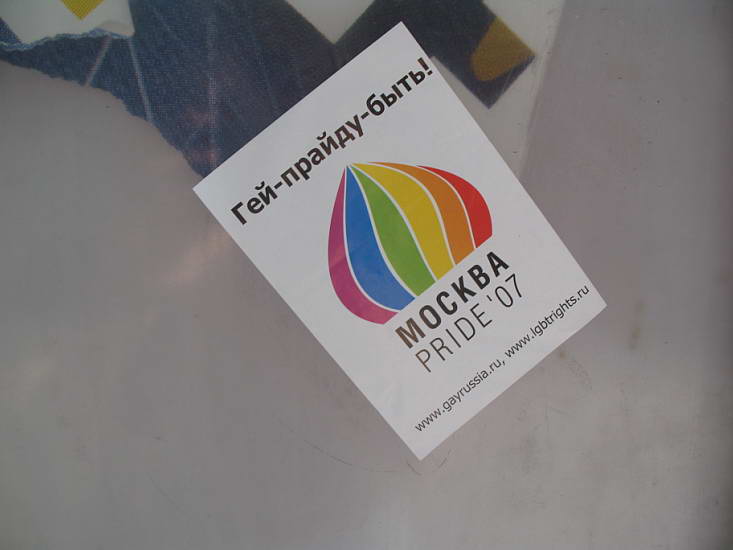 Гей-прайду-быть!
МОСКВА
PRIDE'07
www.gayrussia.ru, www.lgbtrights.ru